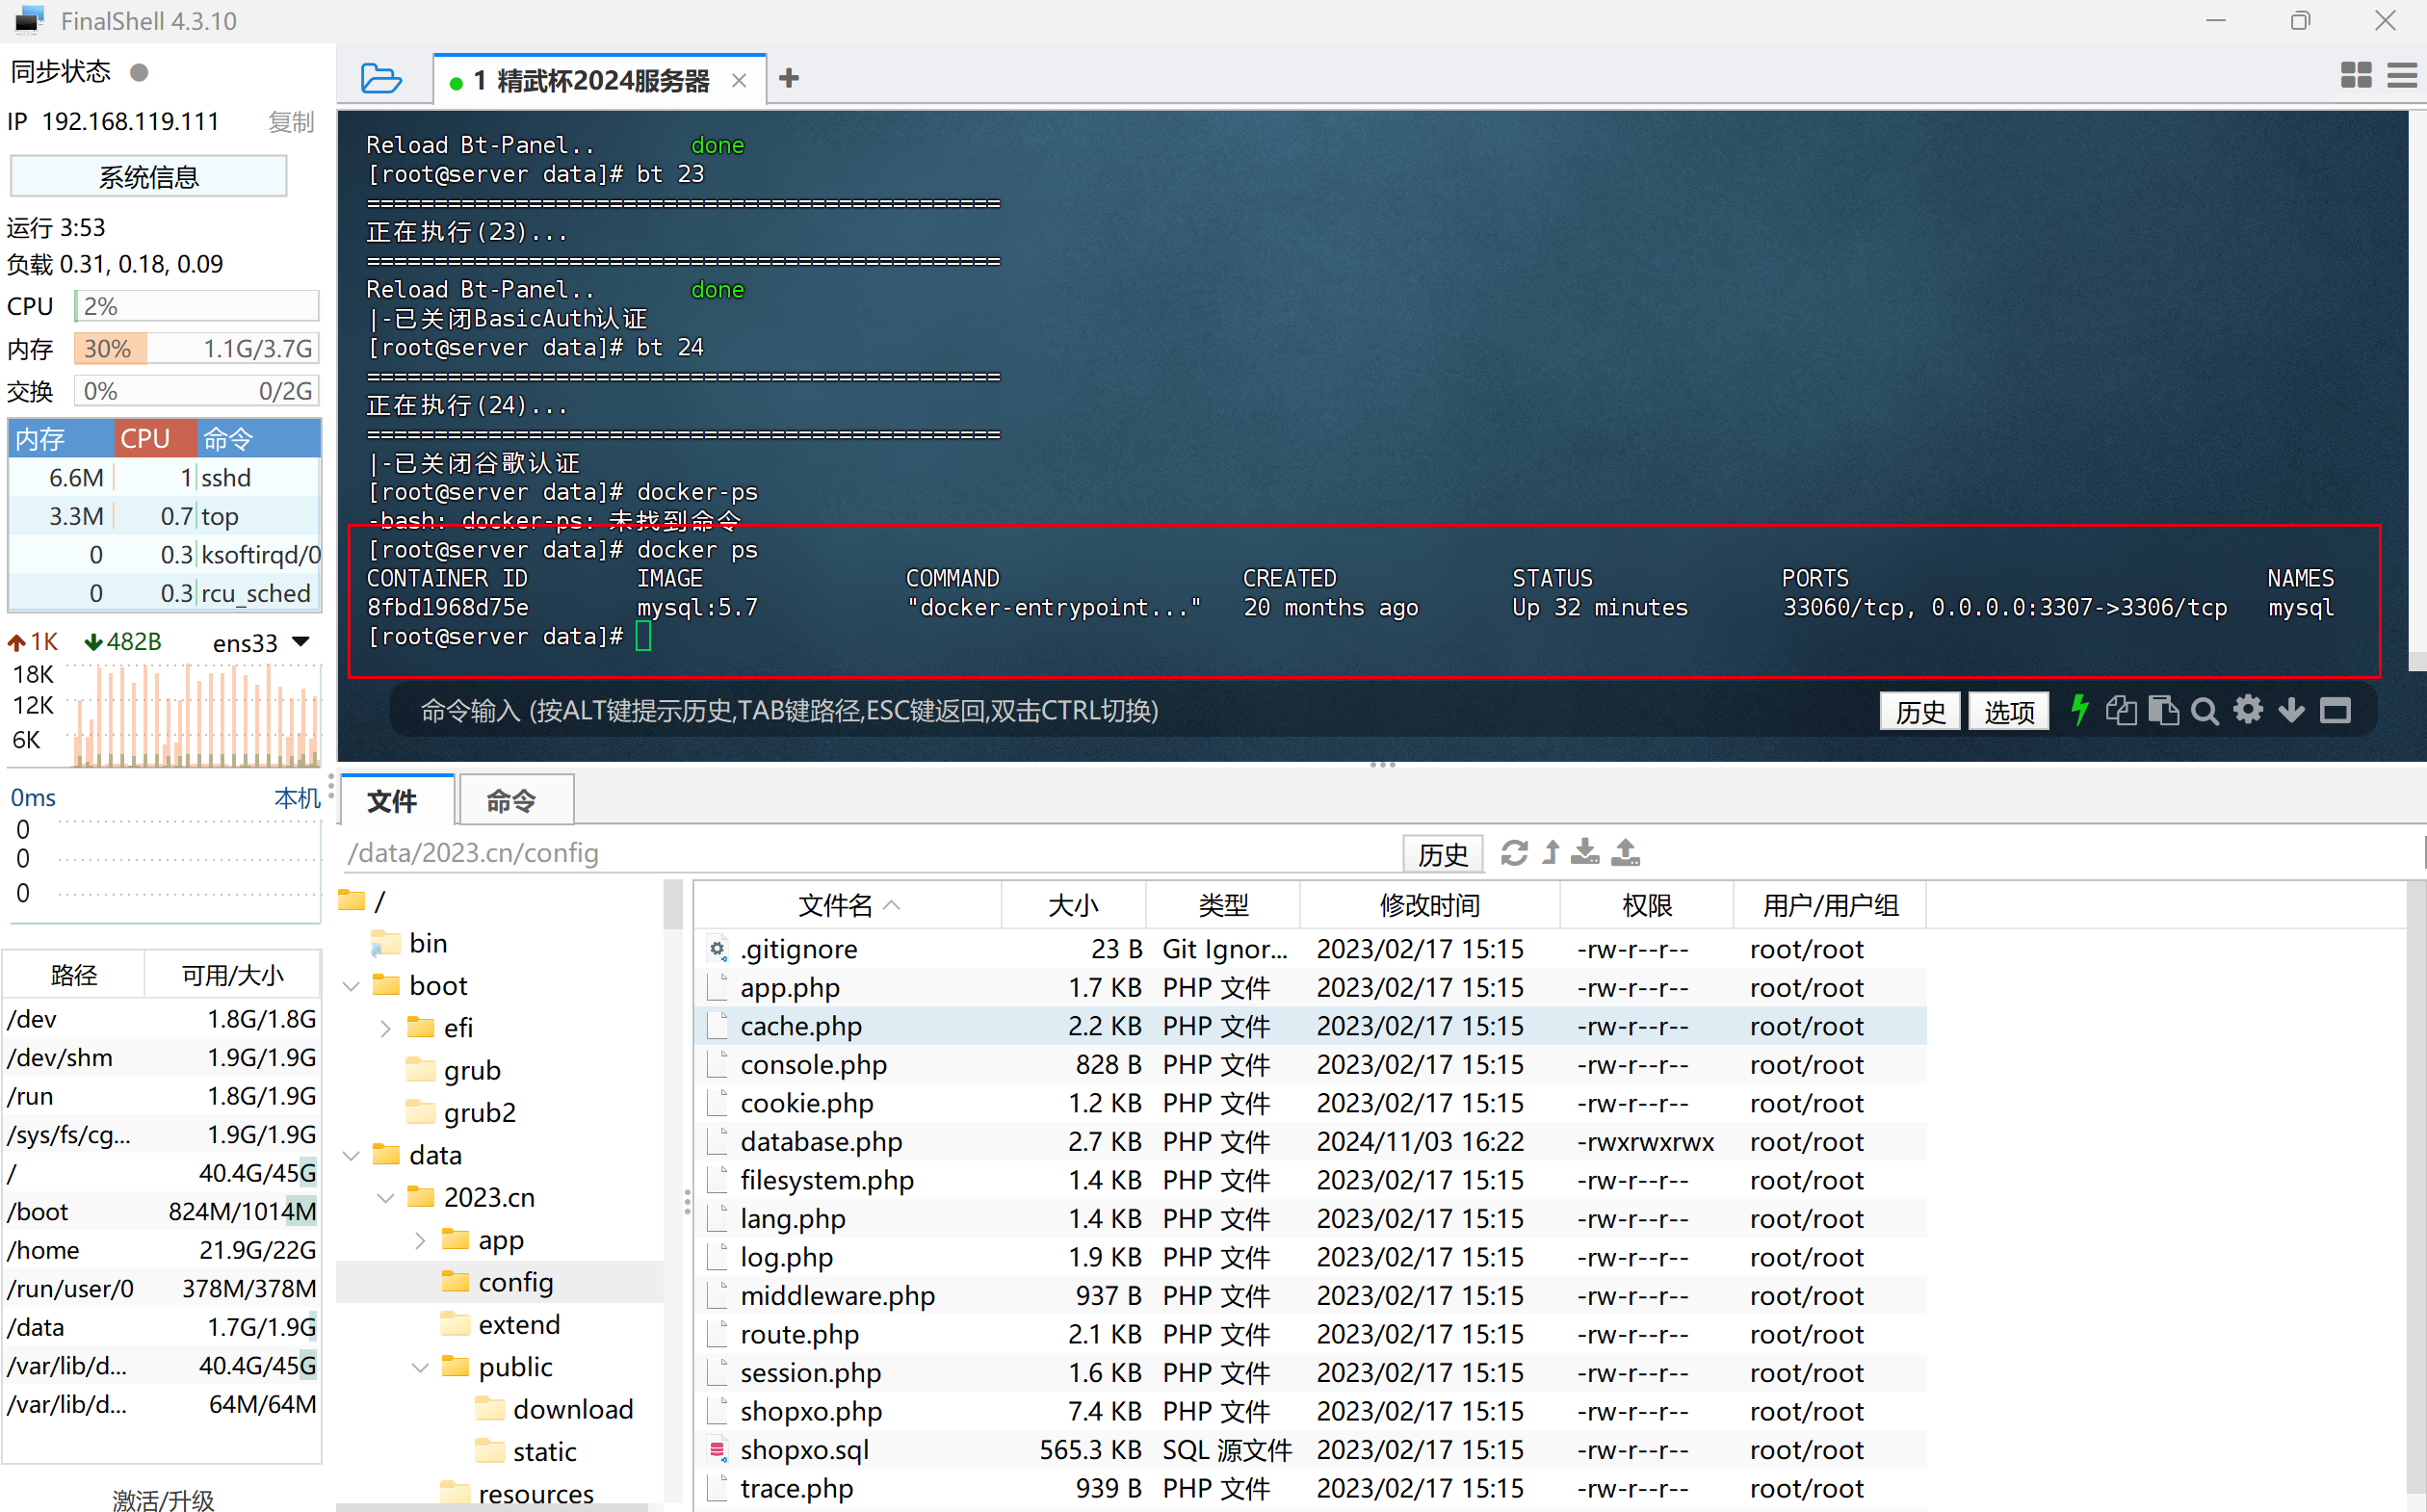 FinalShell 4.3.10
同步状态
IP 192.168.119.111 复制
系统信息
运行 3:53
负载 0.31, 0.18, 0.09
CPU 2%
内存 30% 1.1G/3.7G
交换 0% 0/2G
内存 CPU 命令
6.6M 1 sshd
3.3M 0.7 top
0 0.3 ksoftirqd/0
0 0.3 rcu_sched
1K 482B ens33
18K
12K
6K
0ms 本机
0
0
0
路径 可用/大小
/dev 1.8G/1.8G
/dev/shm 1.9G/1.9G
/run 1.8G/1.9G
/sys/fs/cg... 1.9G/1.9G
/ 40.4G/45G
/boot 824M/1014M
/home 21.9G/22G
/run/user/0 378M/378M
/data 1.7G/1.9G
/var/lib/d... 40.4G/45G
/var/lib/d... 64M/64M
激活/升级
1 精武杯2024服务器
Reload Bt-Panel.. done
[root@server data]# bt 23
===============================================
正在执行(23)...
===============================================
Reload Bt-Panel.. done
|-已关闭BasicAuth认证
[root@server data]# bt 24
===============================================
正在执行(24)...
===============================================
|-已关闭谷歌认证
[root@server data]# docker-ps
-bash: docker-ps: 未找到命令
[root@server data]# docker ps
CONTAINER ID IMAGE COMMAND CREATED STATUS PORTS NAMES
8fbd1968d75e mysql:5.7 "docker-entrypoint..." 20 months ago Up 32 minutes 33060/tcp, 0.0.0.0:3307->3306/tcp mysql
[root@server data]#
命令输入 (按ALT键提示历史,TAB键路径,ESC键返回,双击CTRL切换) 历史 选项
文件 命令
/data/2023.cn/config 历史
/
bin
boot
efi
grub
grub2
data
2023.cn
app
config
extend
public
download
static
resources
文件名 大小 类型 修改时间 权限 用户/用户组
.gitignore 23 B Git Ignor... 2023/02/17 15:15 -rw-r--r-- root/root
app.php 1.7 KB PHP 文件 2023/02/17 15:15 -rw-r--r-- root/root
cache.php 2.2 KB PHP 文件 2023/02/17 15:15 -rw-r--r-- root/root
console.php 828 B PHP 文件 2023/02/17 15:15 -rw-r--r-- root/root
cookie.php 1.2 KB PHP 文件 2023/02/17 15:15 -rw-r--r-- root/root
database.php 2.7 KB PHP 文件 2024/11/03 16:22 -rwxrwxrwx root/root
filesystem.php 1.4 KB PHP 文件 2023/02/17 15:15 -rw-r--r-- root/root
lang.php 1.4 KB PHP 文件 2023/02/17 15:15 -rw-r--r-- root/root
log.php 1.9 KB PHP 文件 2023/02/17 15:15 -rw-r--r-- root/root
middleware.php 937 B PHP 文件 2023/02/17 15:15 -rw-r--r-- root/root
route.php 2.1 KB PHP 文件 2023/02/17 15:15 -rw-r--r-- root/root
session.php 1.6 KB PHP 文件 2023/02/17 15:15 -rw-r--r-- root/root
shopxo.php 7.4 KB PHP 文件 2023/02/17 15:15 -rw-r--r-- root/root
shopxo.sql 565.3 KB SQL 源文件 2023/02/17 15:15 -rw-r--r-- root/root
trace.php 939 B PHP 文件 2023/02/17 15:15 -rw-r--r-- root/root